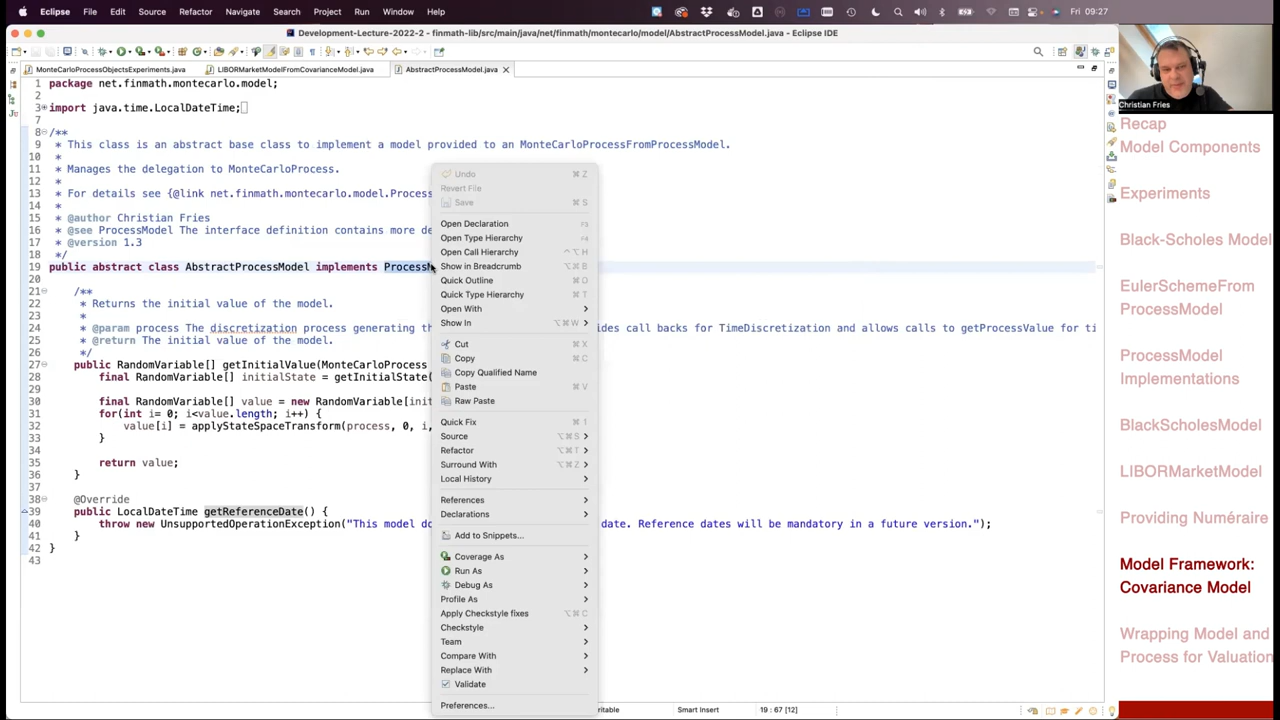 Eclipse File Edit Source Refactor Navigate Search Project Run Window Help
Fri 9. Jun 09:27
Development-Lecture-2022-2 - finmath-lib/src/main/java/net/finmath/montecarlo/model/AbstractProcessModel.java - Eclipse IDE
MonteCarloProcessObjectsExperiments.java LIBORMarketModelFromCovarianceModel.java AbstractProcessModel.java
1 package net.finmath.montecarlo.model;
2
3 import java.time.LocalDateTime;
7
8 /**
9 * This class is an abstract base class to implement a model provided to an MonteCarloProcessFromProcessModel.
10 *
11 * Manages the delegation to MonteCarloProcess.
12 *
13 * For details see {@link net.finmath.montecarlo.model.Process
14 *
15 * @author Christian Fries
16 * @see ProcessModel The interface definition contains more de
17 * @version 1.3
18 */
19 public abstract class AbstractProcessModel implements ProcessM
20
21 /**
22 * Returns the initial value of the model.
23 *
24 * @param process The discretization process generating th
ides call backs for TimeDiscretization and allows calls to getProcessValue for ti
25 * @return The initial value of the model.
26 */
27 public RandomVariable[] getInitialValue(MonteCarloProcess
28 final RandomVariable[] initialState = getInitialState(
29
30 final RandomVariable[] value = new RandomVariable[init
31 for(int i= 0; i<value.length; i++) {
32 value[i] = applyStateSpaceTransform(process, 0, i,
33 }
34
35 return value;
36 }
37
38 @Override
39 public LocalDateTime getReferenceDate() {
40 throw new UnsupportedOperationException("This model do
date. Reference dates will be mandatory in a future version.");
41 }
42 }
43
Undo ⌘ Z
Revert File
Save ⌘ S
Open Declaration F3
Open Type Hierarchy F4
Open Call Hierarchy ^⌥H
Show in Breadcrumb ⌥⌘B
Quick Outline ⌘O
Quick Type Hierarchy ⌘T
Open With
Show In ⌥⌘W
Cut ⌘X
Copy ⌘C
Copy Qualified Name
Paste ⌘V
Raw Paste
Quick Fix ⌘1
Source ⌥⌘S
Refactor ⌥⌘T
Surround With ⌥⌘Z
Local History
References
Declarations
Add to Snippets...
Coverage As
Run As
Debug As
Profile As
Apply Checkstyle fixes ⌥⌘C
Checkstyle
Team
Compare With
Replace With
Validate
Preferences...
ritable Smart Insert 19 : 67 [12]
Christian Fries
Recap
Model Components
Experiments
Black-Scholes Model
EulerSchemeFrom
ProcessModel
ProcessModel
Implementations
BlackScholesModel
LIBORMarketModel
Providing Numéraire
Model Framework:
Covariance Model
Wrapping Model and
Process for Valuation